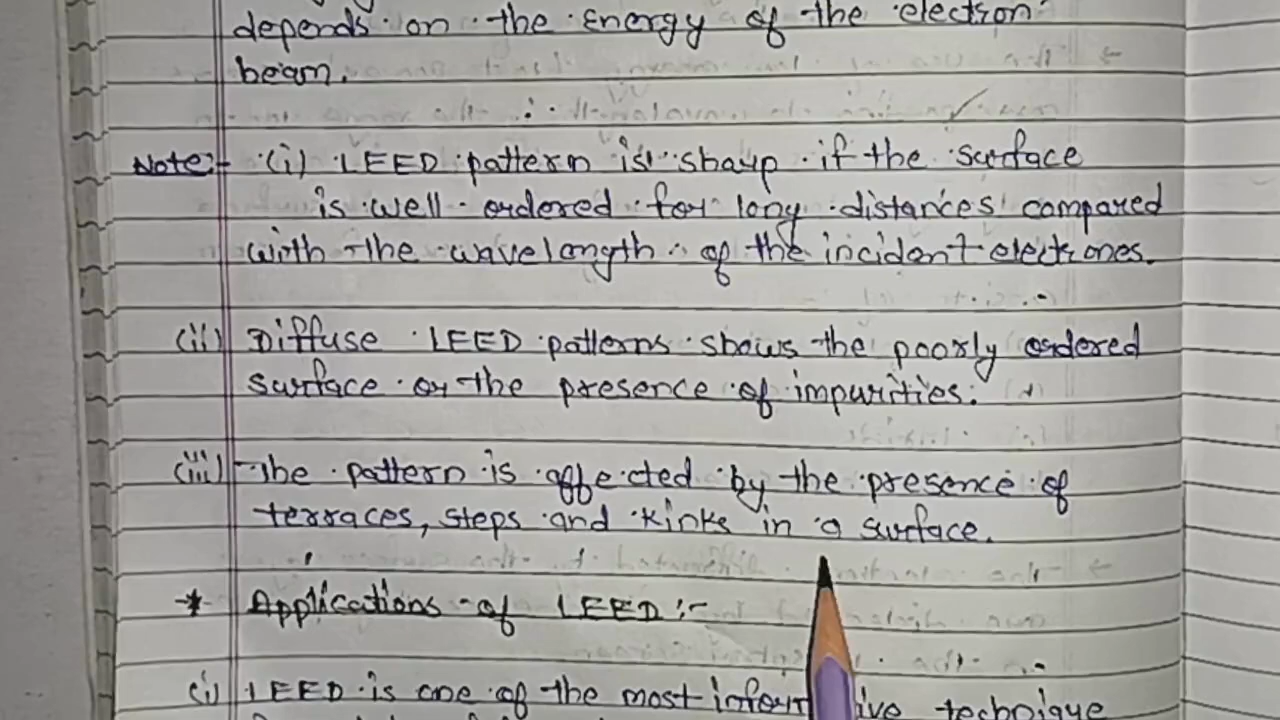 depends on the energy of the electron
beam.
Note:- (i) LEED pattern is sharp if the surface
is well ordered for long distances compared
with the wavelength of the incident electrones.
(ii) Diffuse LEED patterns shows the poorly ordered
surface or the presence of impurities.
(iii) The pattern is affected by the presence of
terraces, steps and kinks in a surface.
* Applications of LEED :-
(i) LEED is one of the most technique